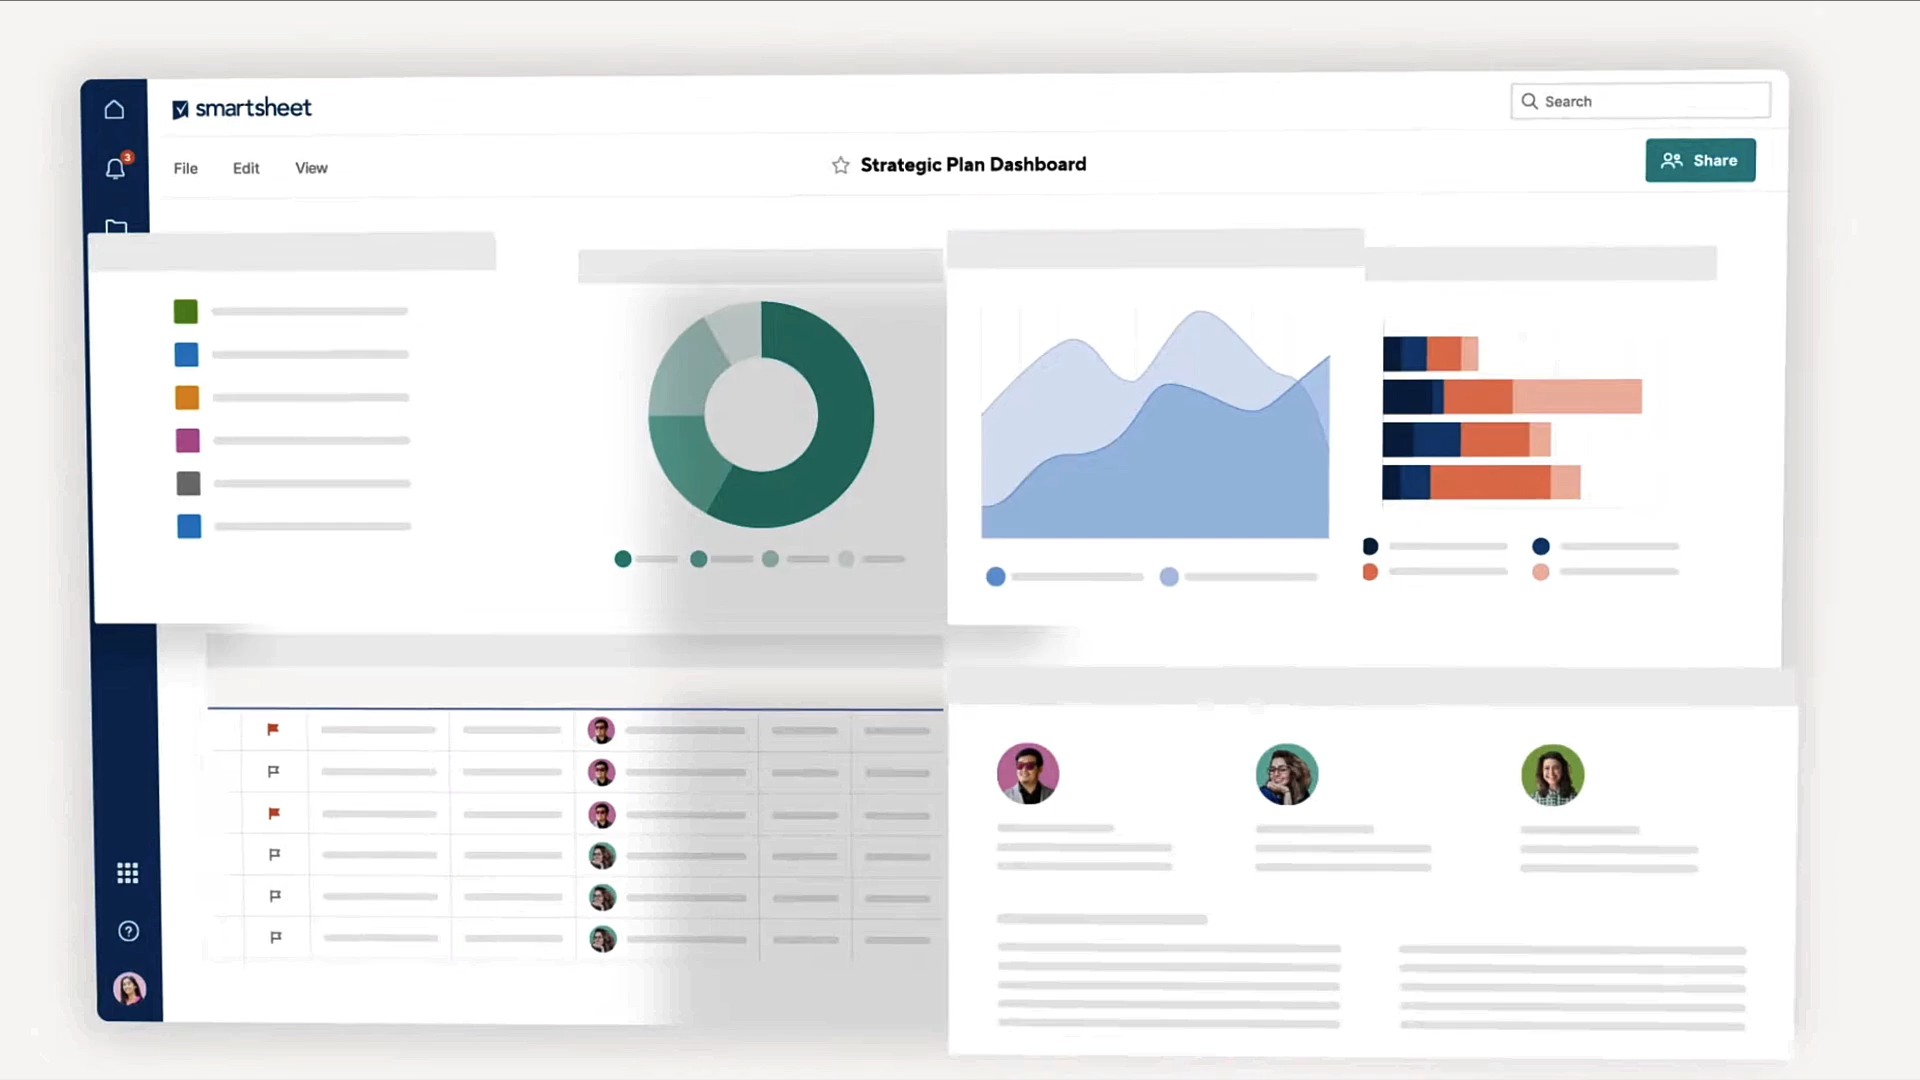 smartsheet
Search
3
File Edit View
Strategic Plan Dashboard
Share
?